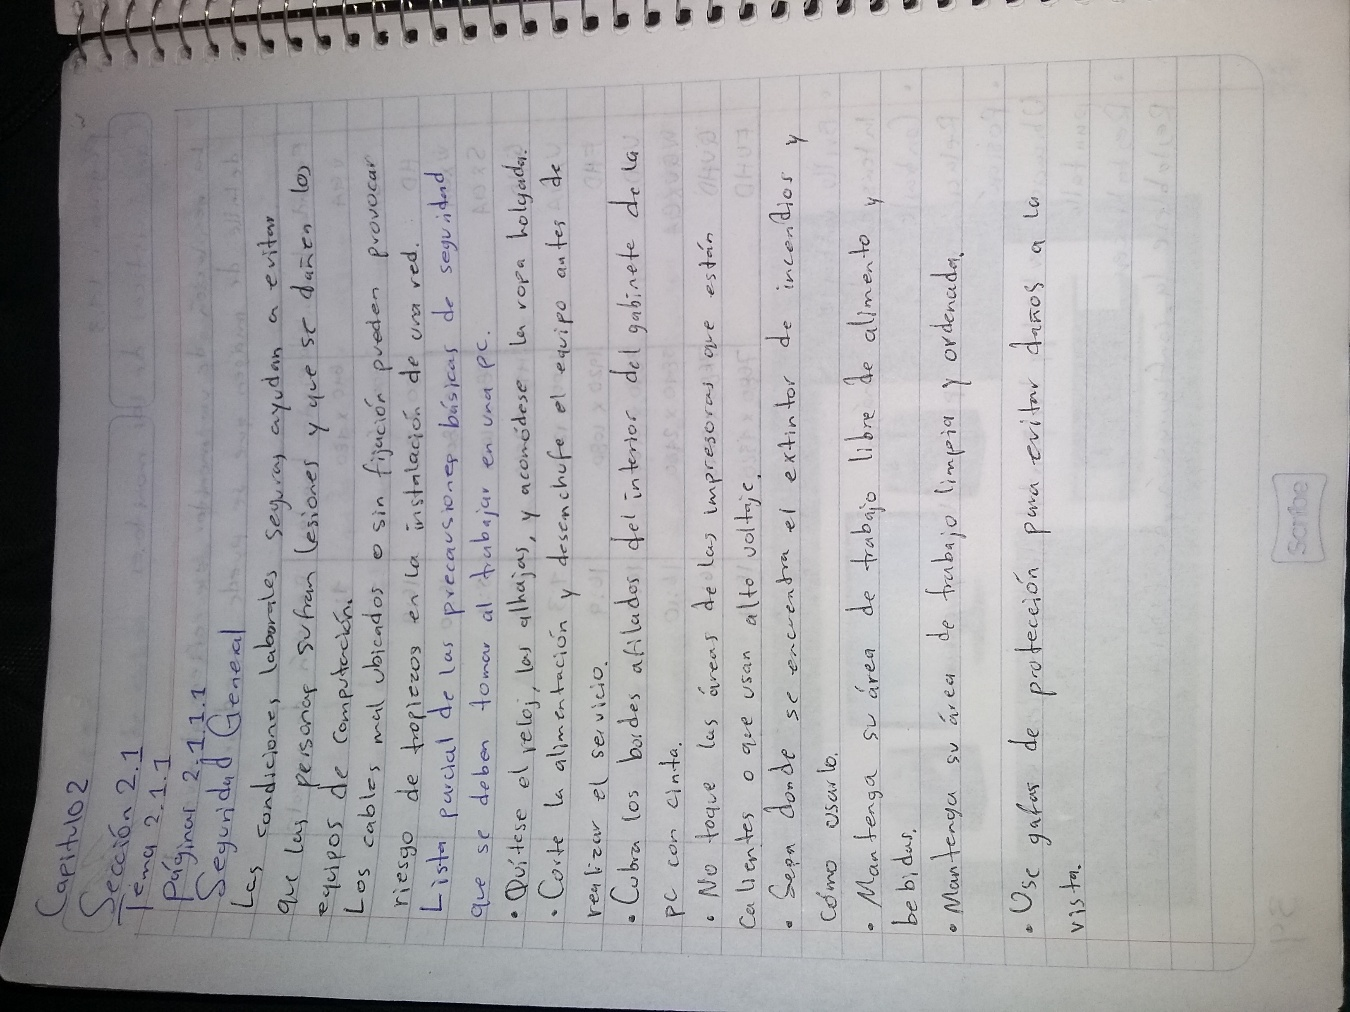 Capitulo 2
Sección 2.1
Tema 2.1.1
Páginas 2.1.1.1
Seguridad General
Las condiciones laborales seguras ayudan a evitar
que las personas sufran lesiones y que se dañen los
equipos de computación.
Los cables mal ubicados o sin fijación pueden provocar
riesgo de tropiezos en la instalación de una red.
Lista parcial de las precausiones básicas de seguridad
que se deben tomar al trabajar en una pc.
• Quítese el reloj, las alhajas, y acomódese la ropa holgada.
• Corte la alimentación y desenchufe el equipo antes de
realizar el servicio.
• Cubra los bordes afilados del interior del gabinete de la
PC con cinta.
• No toque las áreas de las impresoras que están
calientes o que usan alto voltaje.
• Sepa donde se encuentra el extintor de incendios y
cómo usarlo.
• Mantenga su área de trabajo libre de alimento y
bebidas.
• Mantenga su área de trabajo limpia y ordenada.
• Use gafas de protección para evitar daños a la
vista.
Scribe